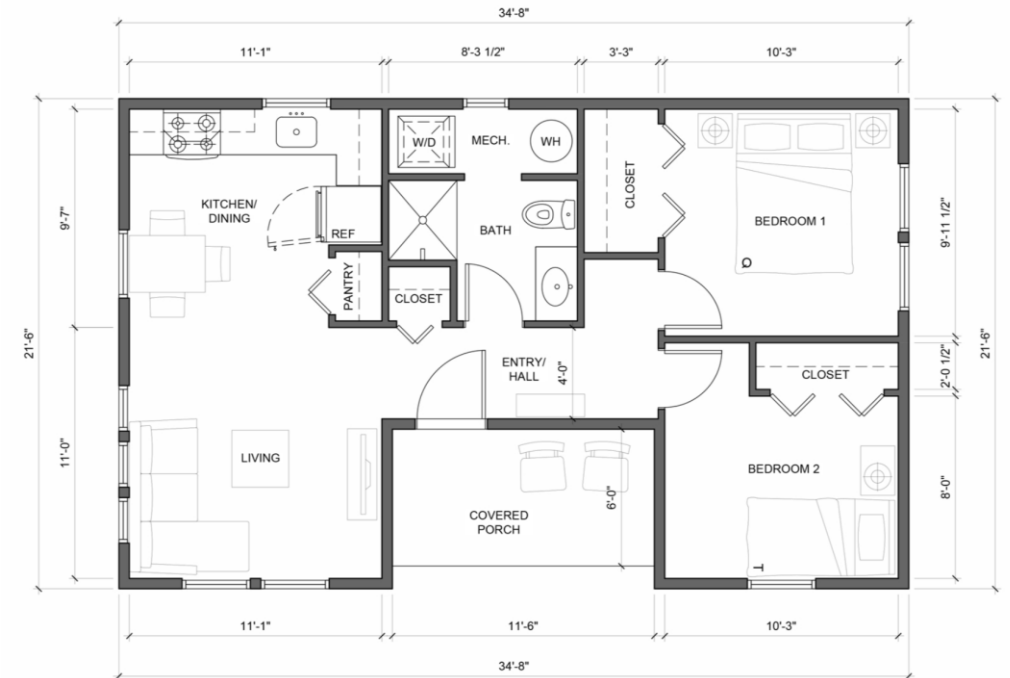 34'-8"
11'-1"
8'-3 1/2"
3'-3"
10'-3"
W/D
MECH.
WH
CLOSET
KITCHEN/
DINING
9'-7"
REF
BATH
BEDROOM 1
9'-11 1/2"
Q
PANTRY
CLOSET
21'-6"
ENTRY/
HALL
4'-0"
CLOSET
2'-0 1/2"
21'-6"
11'-0"
LIVING
BEDROOM 2
8'-0"
6'-0"
COVERED
PORCH
T
11'-1"
11'-6"
10'-3"
34'-8"